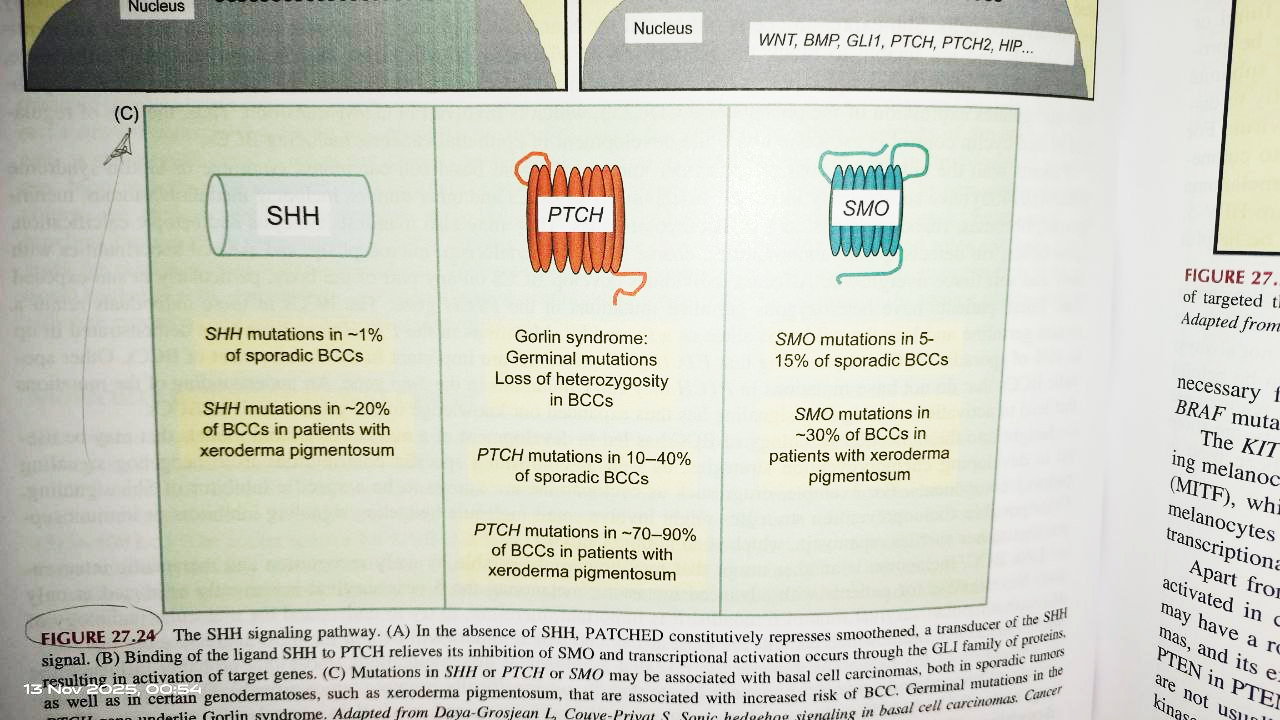 Nucleus
Nucleus
WNT, BMP, GLI1, PTCH, PTCH2, HIP...
(C)
SHH
SHH mutations in ~1%
of sporadic BCCs
SHH mutations in ~20%
of BCCs in patients with
xeroderma pigmentosum
PTCH
Gorlin syndrome:
Germinal mutations
Loss of heterozygosity
in BCCs
PTCH mutations in 10–40%
of sporadic BCCs
PTCH mutations in ~70–90%
of BCCs in patients with
xeroderma pigmentosum
SMO
SMO mutations in 5-
15% of sporadic BCCs
SMO mutations in
~30% of BCCs in
patients with xeroderma
pigmentosum
FIGURE 27.24 The SHH signaling pathway. (A) In the absence of SHH, PATCHED constitutively represses smoothened, a transducer of the SHH
signal. (B) Binding of the ligand SHH to PTCH relieves its inhibition of SMO and transcriptional activation occurs through the GLI family of proteins,
resulting in activation of target genes. (C) Mutations in SHH or PTCH or SMO may be associated with basal cell carcinomas, both in sporadic tumors
as well as in certain genodermatoses, such as xeroderma pigmentosum, that are associated with increased risk of BCC. Germinal mutations in the
PTCH gene underlie Gorlin syndrome. Adapted from Daya-Grosjean L, Couve-Privat S. Sonic hedgehog signaling in basal cell carcinomas. Cancer
13 Nov 2025, 00:54
FIGURE 27.
of targeted
Adapted from
necessary
BRAF
The KIT
ing
(MITF),
melanocytes
Apart
activated in
may have a
mas, and its
PTEN in
are not